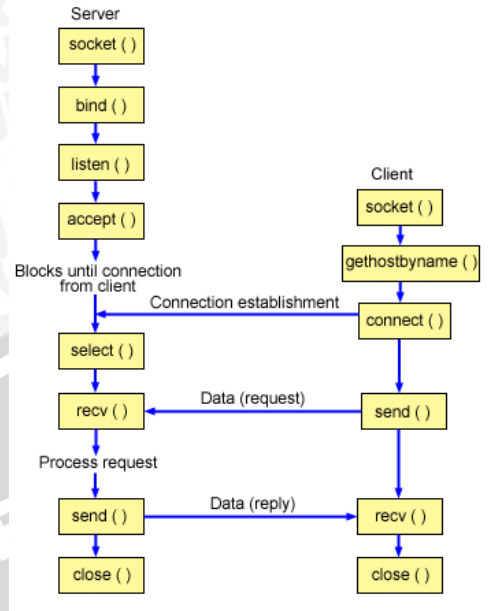 Server
socket ( )
bind ( )
listen ( )
accept ( )
Blocks until connection
from client
select ( )
recv ( )
Process request
send ( )
close ( )
Connection establishment
Data (request)
Data (reply)
Client
socket ( )
gethostbyname ( )
connect ( )
send ( )
recv ( )
close ( )